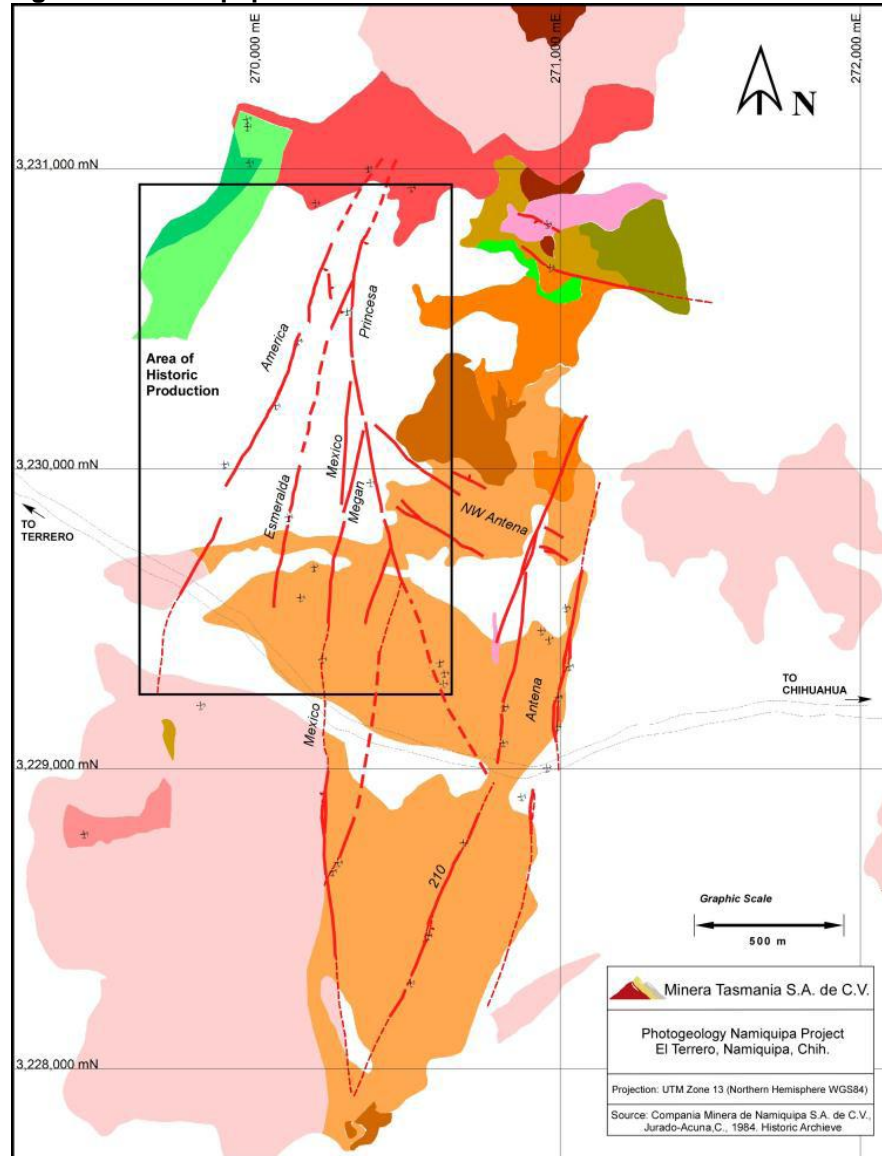 270,000 mE
271,000 mE
272,000 mE
N
3,231,000 mN
America
Princesa
Area of
Historic
Production
3,230,000 mN
Esmeralda
Mexico
Megan
NW Antena
TO
TERRERO
TO
CHIHUAHUA
Antena
Mexico
3,229,000 mN
210
Graphic Scale
500 m
Minera Tasmania S.A. de C.V.
Photogeology Namiquipa Project
El Terrero, Namiquipa, Chih.
Projection: UTM Zone 13 (Northern Hemisphere WGS84)
Source: Compania Minera de Namiquipa S.A. de C.V.,
Jurado-Acuna,C., 1984. Historic Archieve
3,228,000 mN